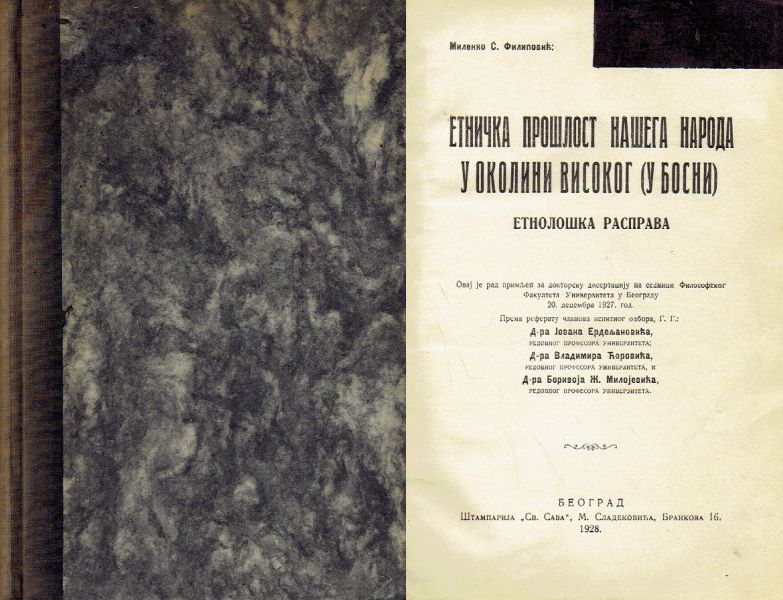 Миленко С. Филиповић:
ЕТНИЧКА ПРОШЛОСТ НАШЕГА НАРОДА
У ОКОЛИНИ ВИСОКОГ (У БОСНИ)
ЕТНОЛОШКА РАСПРАВА
Овај је рад примљен за докторску дисертацију на седници Философског
Факултета Универзитета у Београду
20. децембра 1927. год.
Према реферату чланова испитног одбора, Г. Г.:
Д-ра Јована Ердељановића,
РЕДОВНОГ ПРОФЕСОРА УНИВЕРЗИТЕТА;
Д-ра Владимира Ћоровића,
РЕДОВНОГ ПРОФЕСОРА УНИВЕРЗИТЕТА, И
Д-ра Боривоја Ж. Милојевића,
РЕДОВНОГ ПРОФЕСОРА УНИВЕРЗИТЕТА.
БЕОГРАД
Штампарија „Св. Сава“, М. Сладековића, Бранкова 16.
1928.